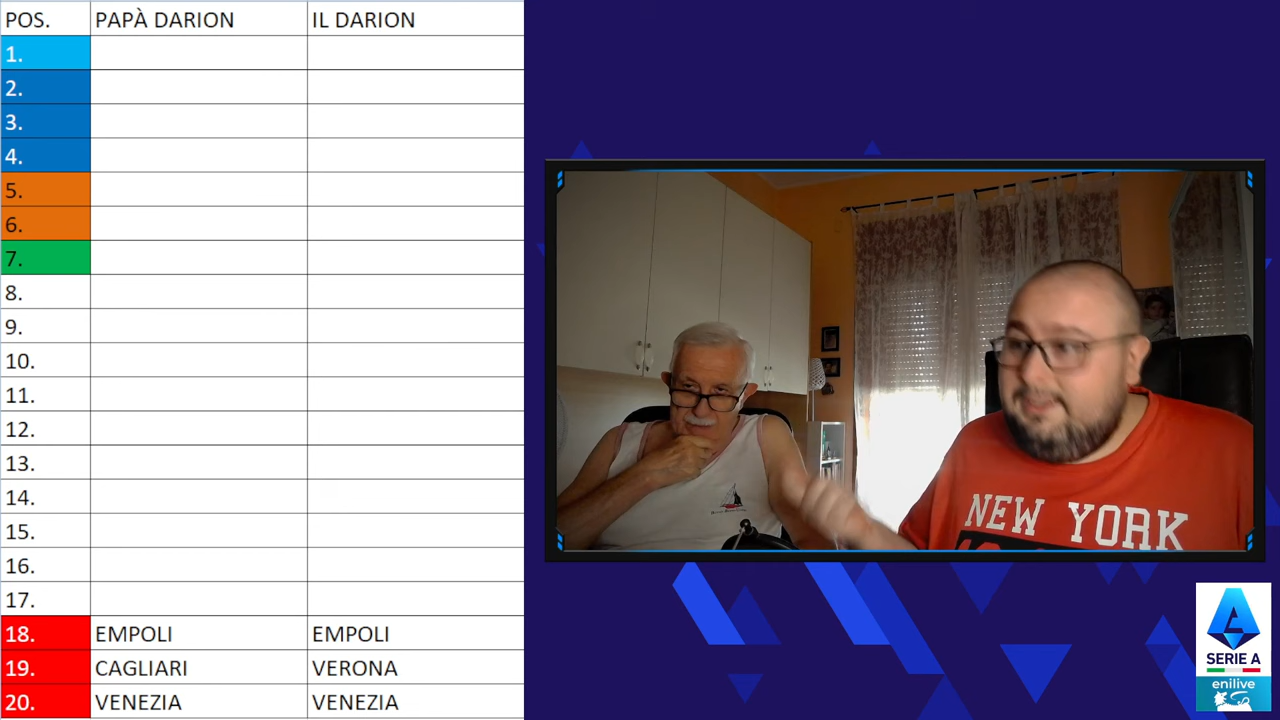 POS. PAPÀ DARION IL DARION
1.
2.
3.
4.
5.
6.
7.
8.
9.
10.
11.
12.
13.
14.
15.
16.
17.
18. EMPOLI EMPOLI
19. CAGLIARI VERONA
20. VENEZIA VENEZIA
NEW YORK
SERIE A
enilive